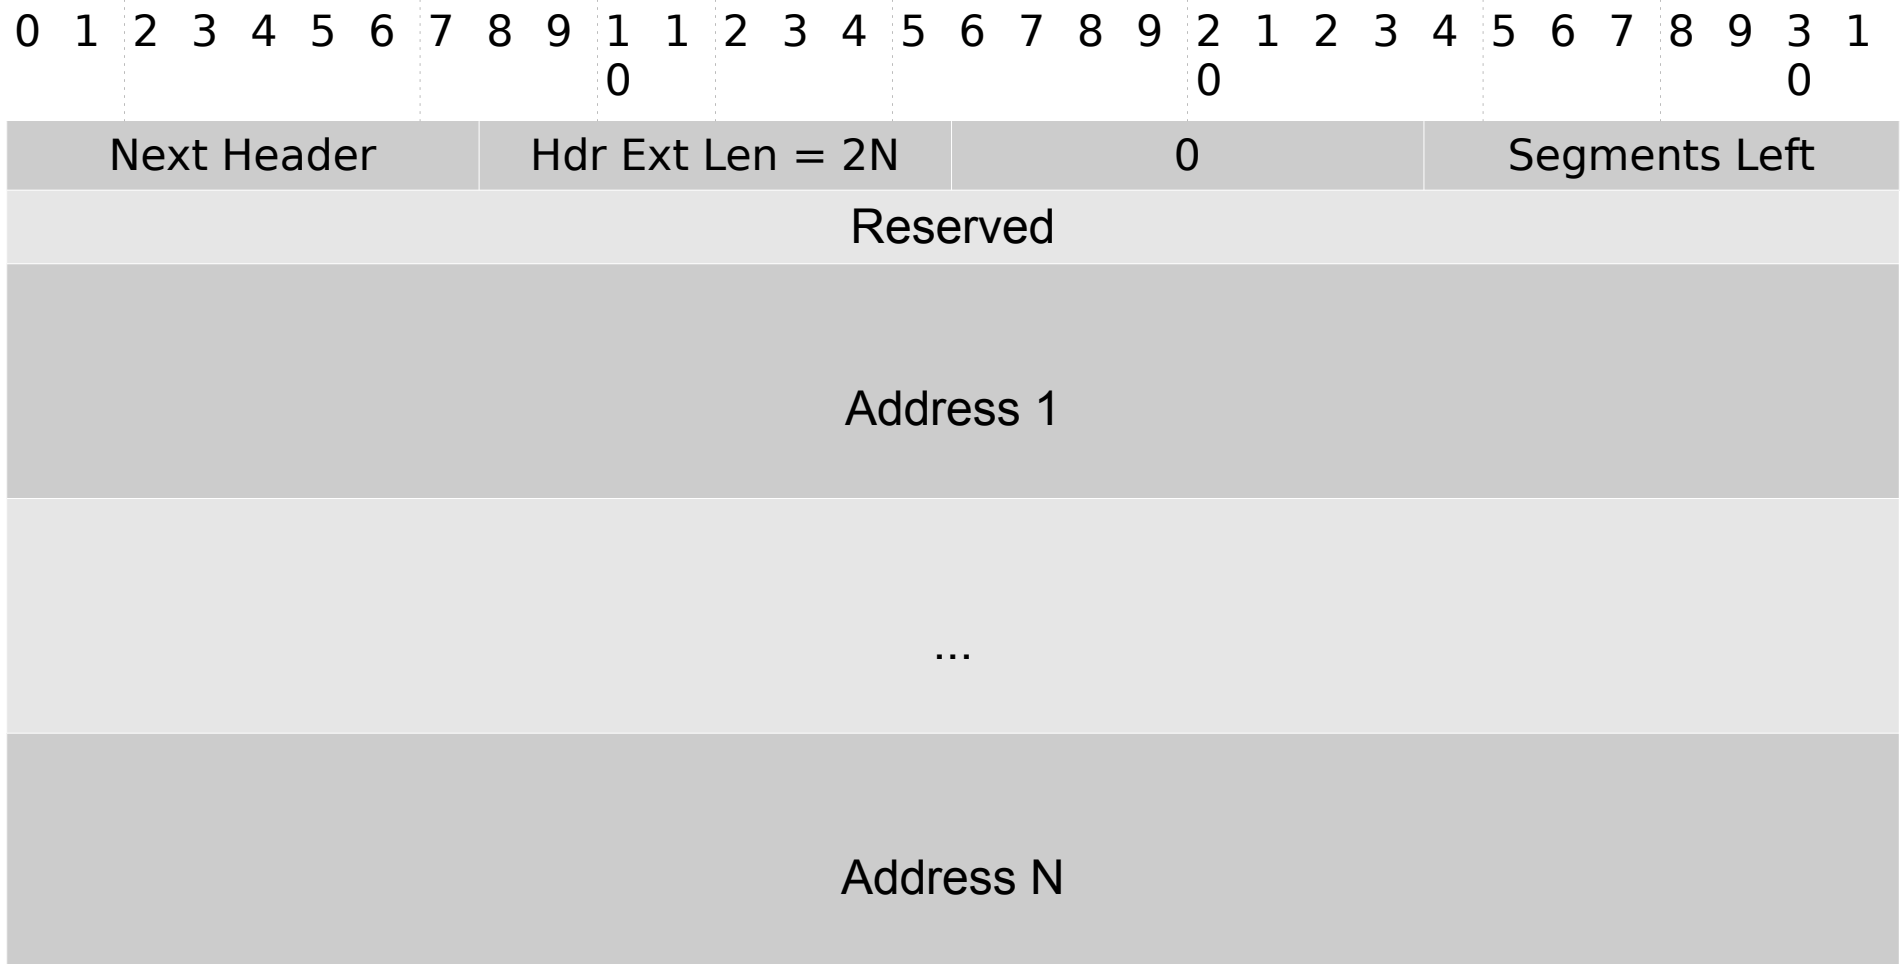 0 1 2 3 4 5 6 7 8 9 1 1 2 3 4 5 6 7 8 9 2 1 2 3 4 5 6 7 8 9 3 1
0 0 0
Next Header Hdr Ext Len = 2N 0 Segments Left
Reserved
Address 1
...
Address N